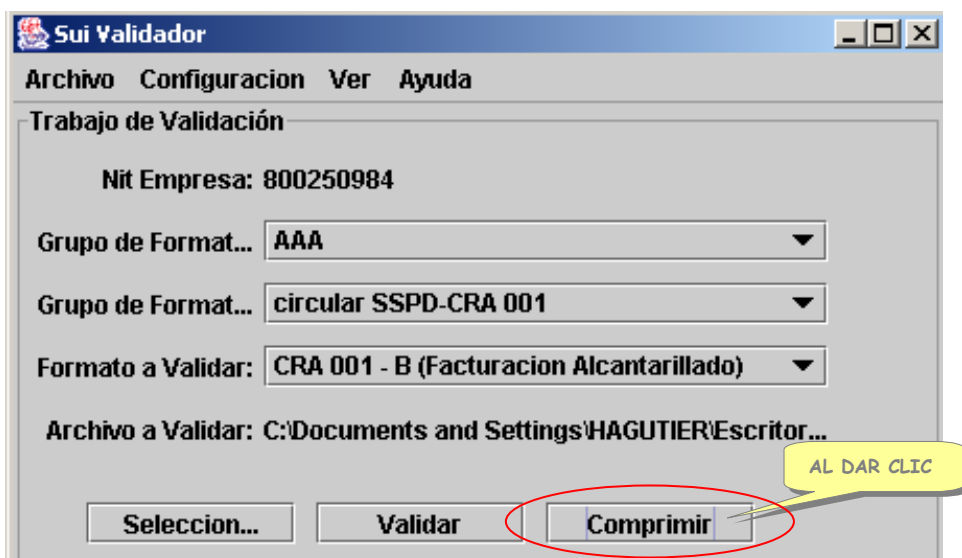 Sui Validador
Archivo Configuracion Ver Ayuda
Trabajo de Validación
Nit Empresa: 800250984
Grupo de Format... AAA
Grupo de Format... circular SSPD-CRA 001
Formato a Validar: CRA 001 - B (Facturacion Alcantarillado)
Archivo a Validar: C:\Documents and Settings\HAGUTIER\Escritor...
AL DAR CLIC
Seleccion... Validar Comprimir